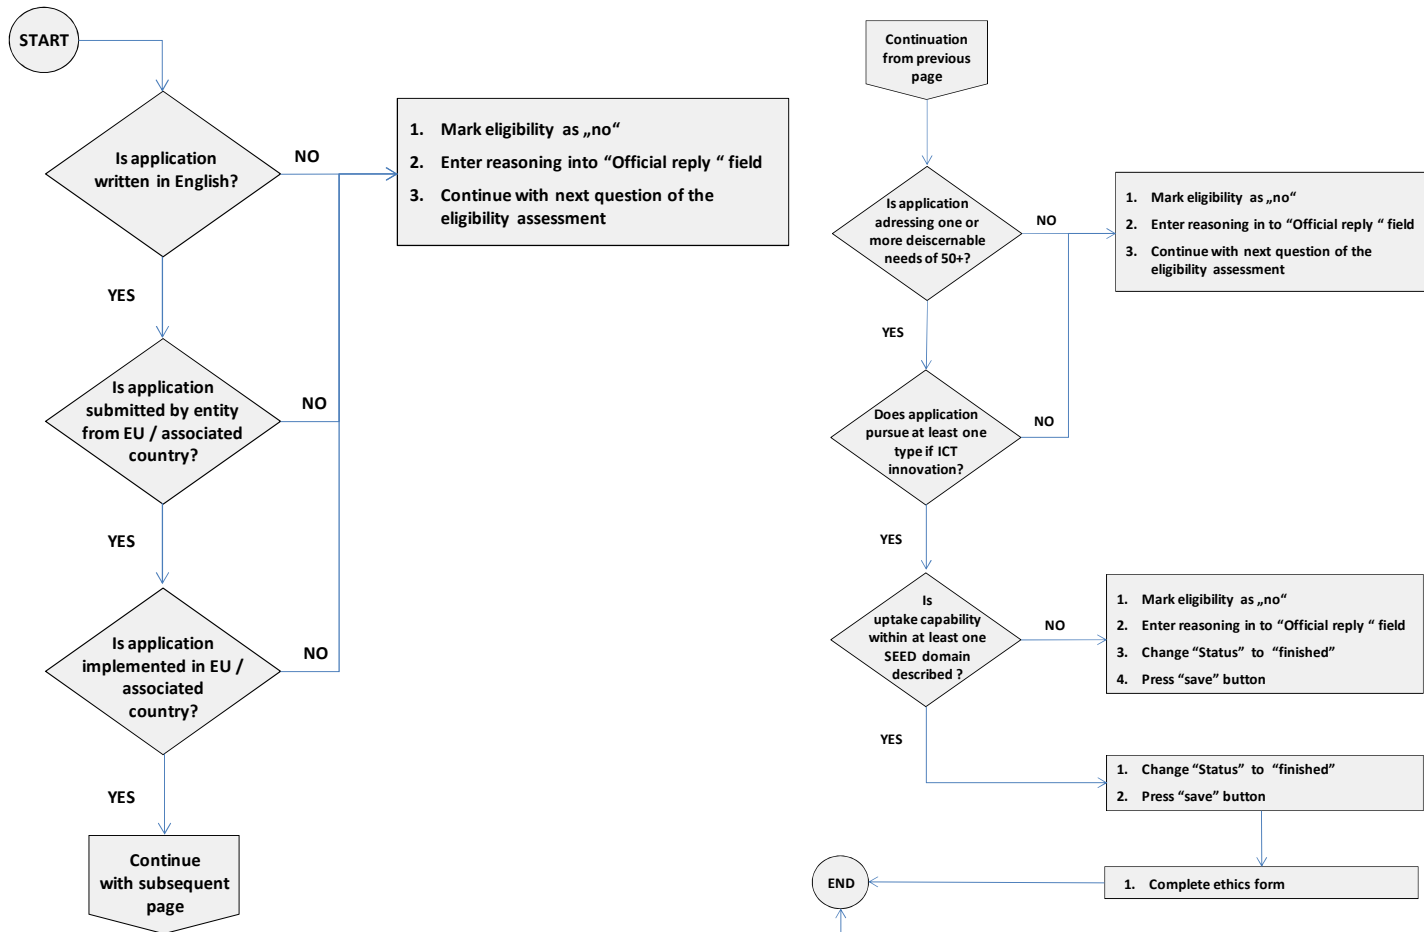 START
Is application
written in English?
NO
1. Mark eligibility as „no“
2. Enter reasoning into “Official reply “ field
3. Continue with next question of the
eligibility assessment
YES
Is application
submitted by entity
from EU / associated
country?
NO
YES
Is application
implemented in EU /
associated
country?
NO
YES
Continue
with subsequent
page
Continuation
from previous
page
Is application
adressing one or
more deiscernable
needs of 50+?
NO
1. Mark eligibility as „no“
2. Enter reasoning in to “Official reply “ field
3. Continue with next question of the
eligibility assessment
YES
Does application
pursue at least one
type if ICT
innovation?
NO
YES
Is
uptake capability
within at least one
SEED domain
described ?
NO
1. Mark eligibility as „no“
2. Enter reasoning in to “Official reply “ field
3. Change “Status” to “finished”
4. Press “save” button
YES
1. Change “Status” to “finished”
2. Press “save” button
1. Complete ethics form
END